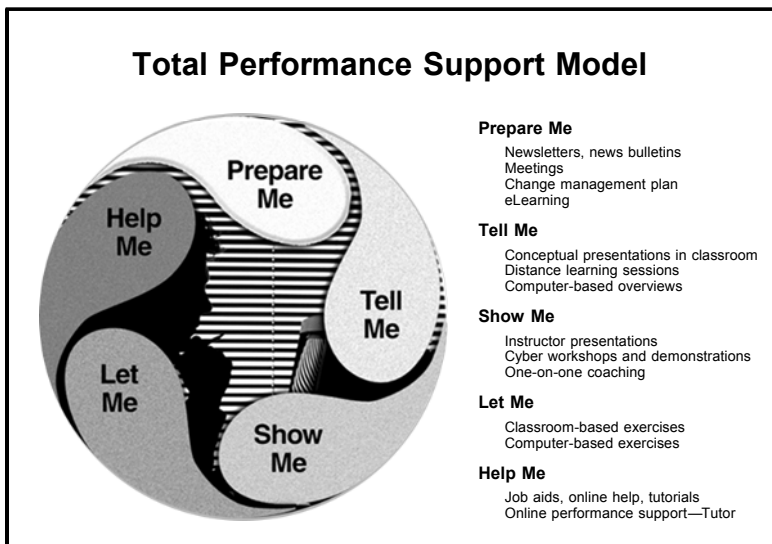 Total Performance Support Model
Prepare
Me
Help
Me
Tell
Me
Let
Me
Show
Me
Prepare Me
Newsletters, news bulletins
Meetings
Change management plan
eLearning
Tell Me
Conceptual presentations in classroom
Distance learning sessions
Computer-based overviews
Show Me
Instructor presentations
Cyber workshops and demonstrations
One-on-one coaching
Let Me
Classroom-based exercises
Computer-based exercises
Help Me
Job aids, online help, tutorials
Online performance support—Tutor